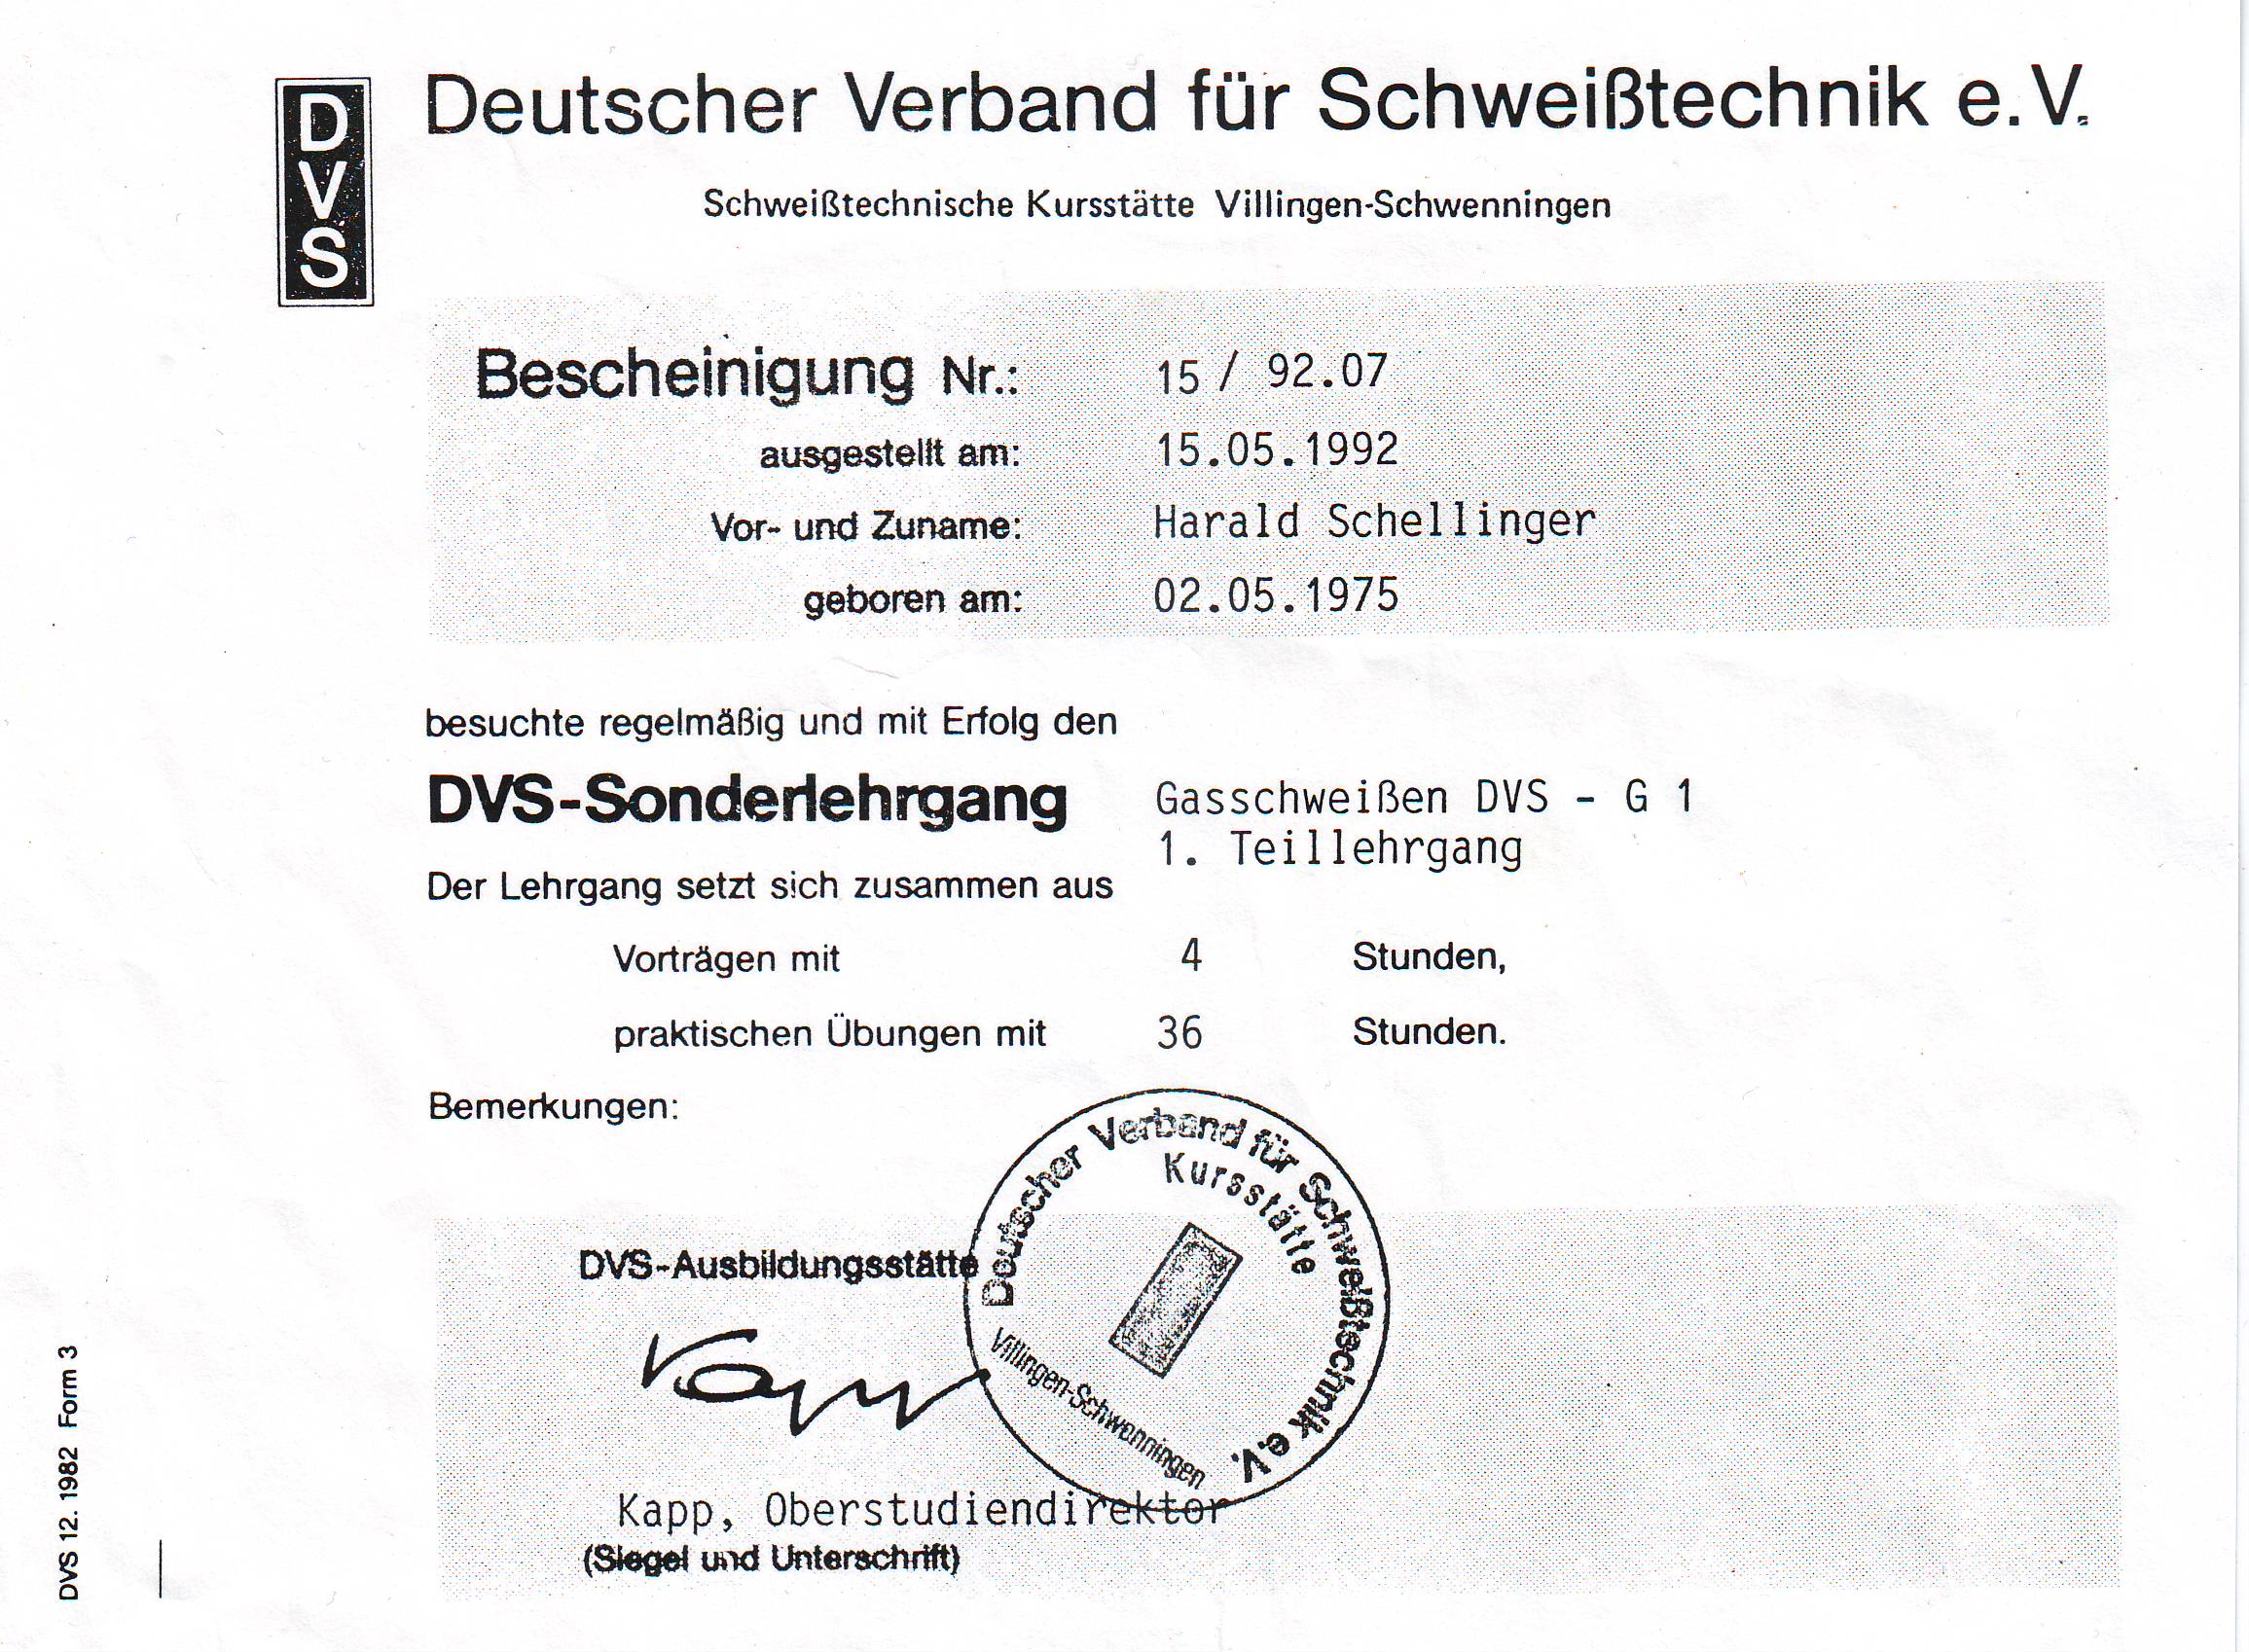 DVS
Deutscher Verband für Schweißtechnik e.V.
Schweißtechnische Kursstätte Villingen-Schwenningen
Bescheinigung Nr.: 15 / 92.07
ausgestellt am: 15.05.1992
Vor- und Zuname: Harald Schellinger
geboren am: 02.05.1975
besuchte regelmäßig und mit Erfolg den
DVS-Sonderlehrgang Gasschweißen DVS - G 1
1. Teillehrgang
Der Lehrgang setzt sich zusammen aus
Vorträgen mit 4 Stunden,
praktischen Übungen mit 36 Stunden.
Bemerkungen:
Deutscher Verband für Schweißtechnik e.V.
Kursstätte
Villingen-Schwenningen
DVS-Ausbildungsstätte
Kapp
Kapp, Oberstudiendirektor
(Siegel und Unterschrift)
DVS 12. 1982 Form 3